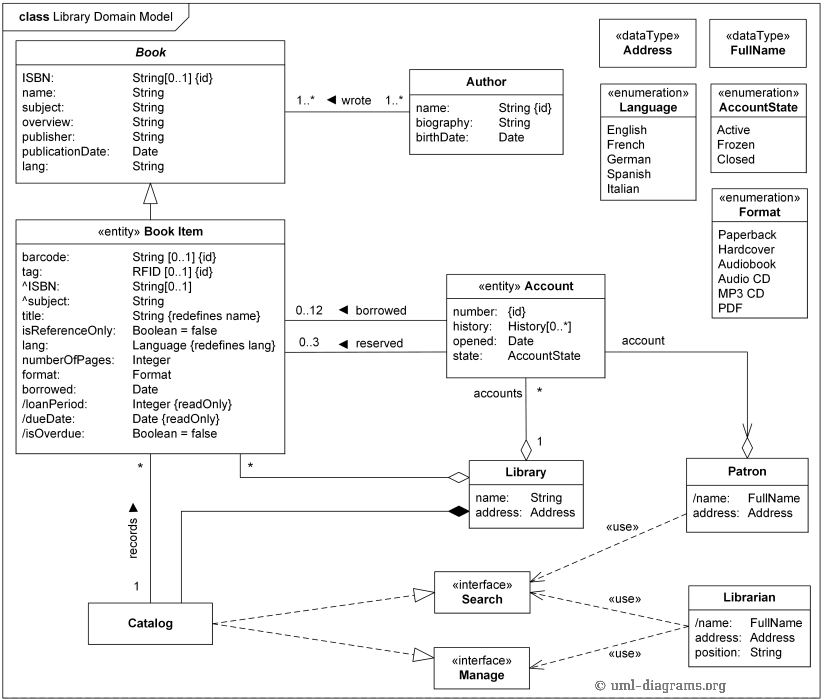 class Library Domain Model
Book
ISBN: String[0..1] {id}
name: String
subject: String
overview: String
publisher: String
publicationDate: Date
lang: String
1..* ◄ wrote 1..*
Author
name: String {id}
biography: String
birthDate: Date
«dataType»
Address
«dataType»
FullName
«enumeration»
Language
English
French
German
Spanish
Italian
«enumeration»
AccountState
Active
Frozen
Closed
«enumeration»
Format
Paperback
Hardcover
Audiobook
Audio CD
MP3 CD
PDF
«entity» Book Item
barcode: String [0..1] {id}
tag: RFID [0..1] {id}
^ISBN: String[0..1]
^subject: String
title: String {redefines name}
isReferenceOnly: Boolean = false
lang: Language {redefines lang}
numberOfPages: Integer
format: Format
borrowed: Date
/loanPeriod: Integer {readOnly}
/dueDate: Date {readOnly}
/isOverdue: Boolean = false
0..12 ◄ borrowed
0..3 ◄ reserved
«entity» Account
number: {id}
history: History[0..*]
opened: Date
state: AccountState
account
accounts *
1
* *
Library
name: String
address: Address
Patron
/name: FullName
address: Address
records ►
1
Catalog
«interface»
Search
«interface»
Manage
«use»
«use»
«use»
Librarian
/name: FullName
address: Address
position: String
© uml-diagrams.org